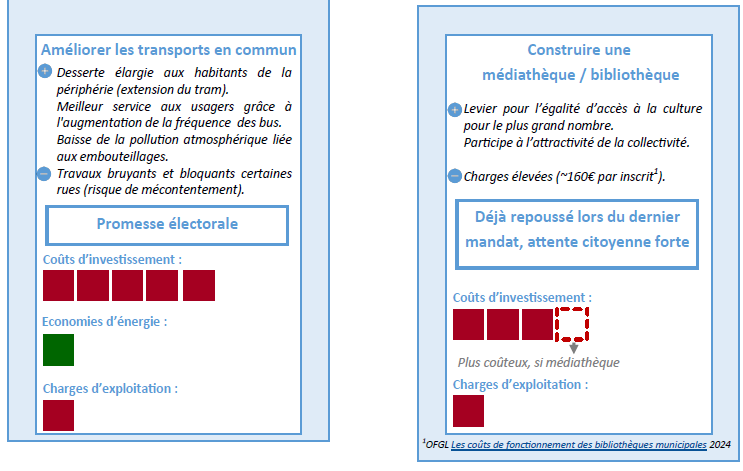 Améliorer les transports en commun
+ Desserte élargie aux habitants de la
périphérie (extension du tram).
Meilleur service aux usagers grâce à
l'augmentation de la fréquence des bus.
Baisse de la pollution atmosphérique liée
aux embouteillages.
− Travaux bruyants et bloquants certaines
rues (risque de mécontentement).
Promesse électorale
Coûts d'investissement :
Economies d'énergie :
Charges d'exploitation :
Construire une
médiathèque / bibliothèque
+ Levier pour l'égalité d'accès à la culture
pour le plus grand nombre.
Participe à l'attractivité de la collectivité.
− Charges élevées (~160€ par inscrit¹).
Déjà repoussé lors du dernier
mandat, attente citoyenne forte
Coûts d'investissement :
Plus coûteux, si médiathèque
Charges d'exploitation :
¹OFGL Les coûts de fonctionnement des bibliothèques municipales 2024